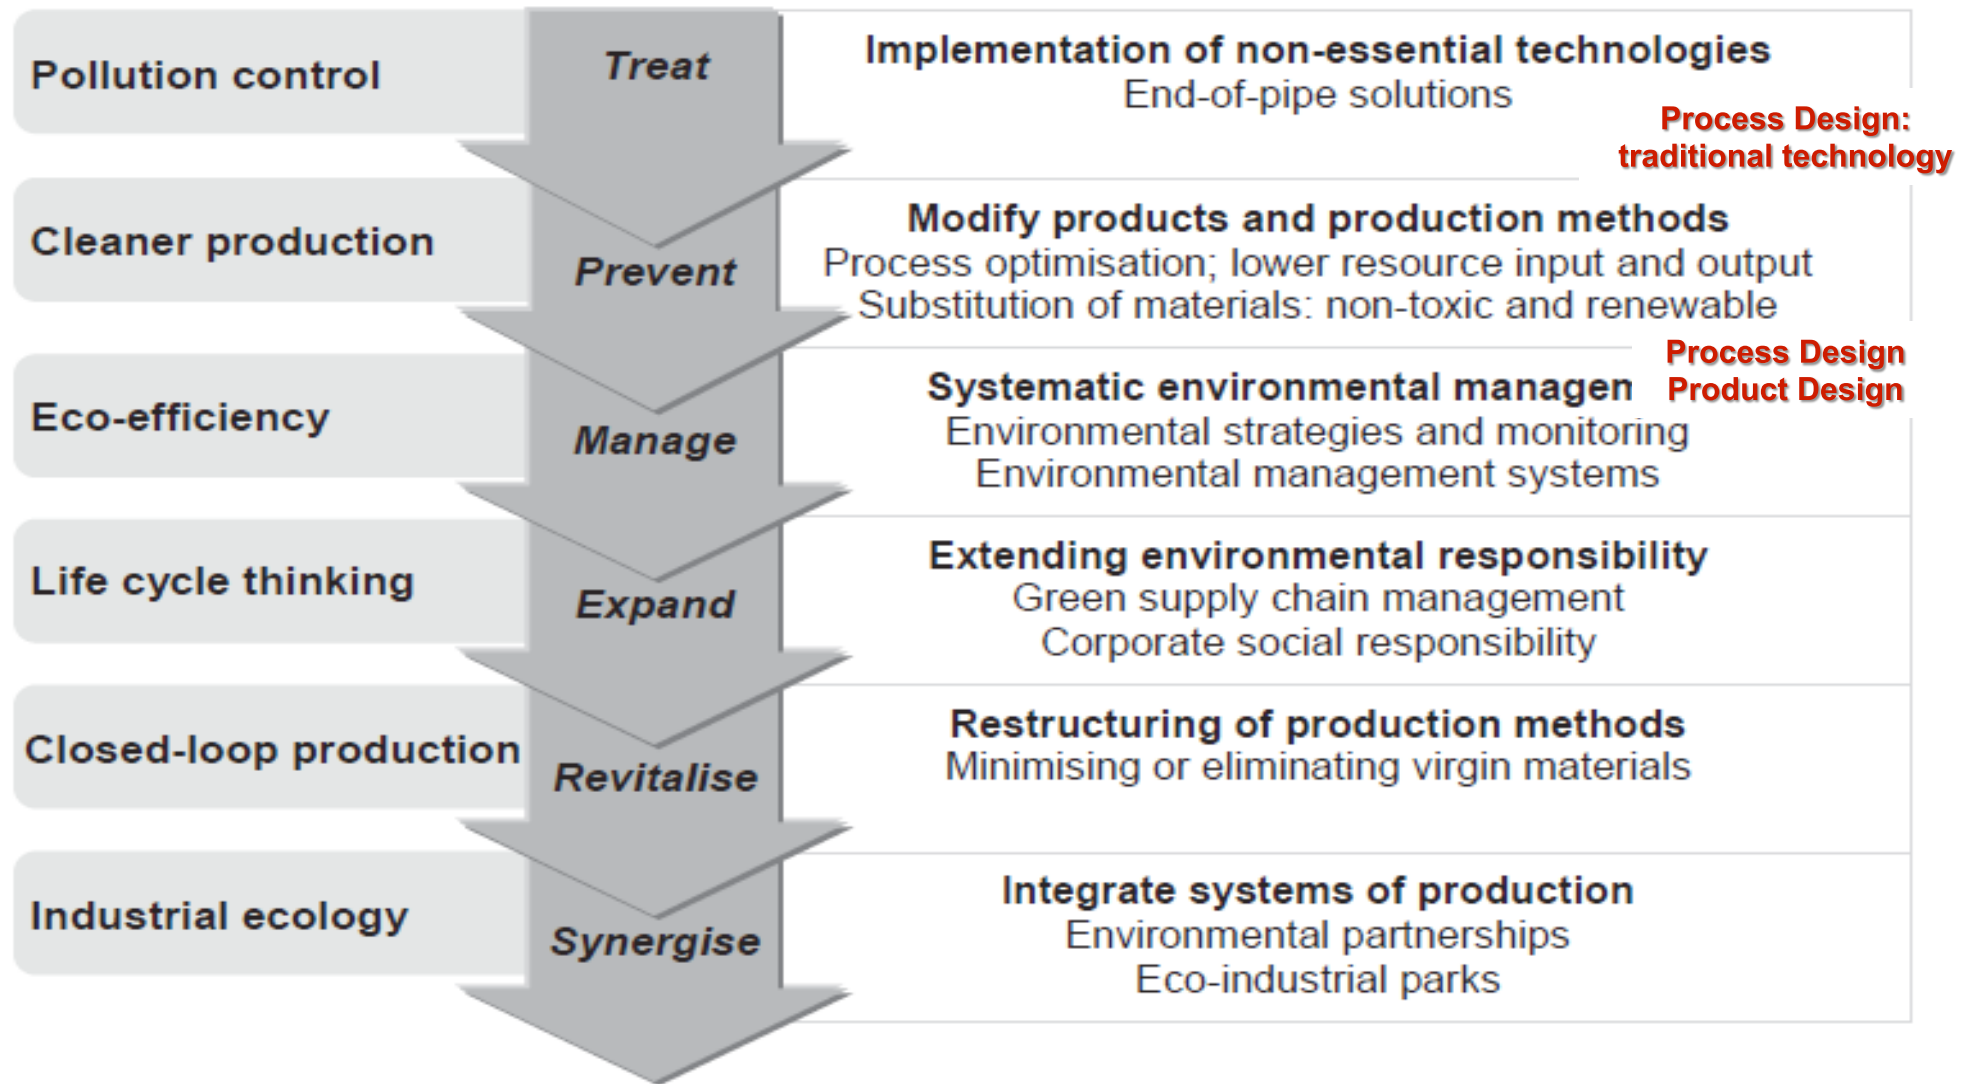 Pollution control
Treat
Implementation of non-essential technologies
End-of-pipe solutions
Process Design:
traditional technology
Cleaner production
Prevent
Modify products and production methods
Process optimisation; lower resource input and output
Substitution of materials: non-toxic and renewable
Process Design
Product Design
Eco-efficiency
Manage
Systematic environmental managem
Environmental strategies and monitoring
Environmental management systems
Life cycle thinking
Expand
Extending environmental responsibility
Green supply chain management
Corporate social responsibility
Closed-loop production
Revitalise
Restructuring of production methods
Minimising or eliminating virgin materials
Industrial ecology
Synergise
Integrate systems of production
Environmental partnerships
Eco-industrial parks